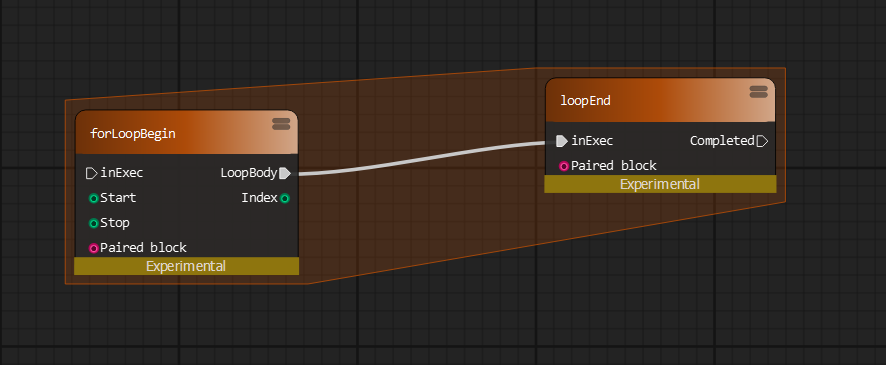 forLoopBegin
inExec
LoopBody
Start
Index
Stop
Paired block
Experimental
loopEnd
inExec
Completed
Paired block
Experimental